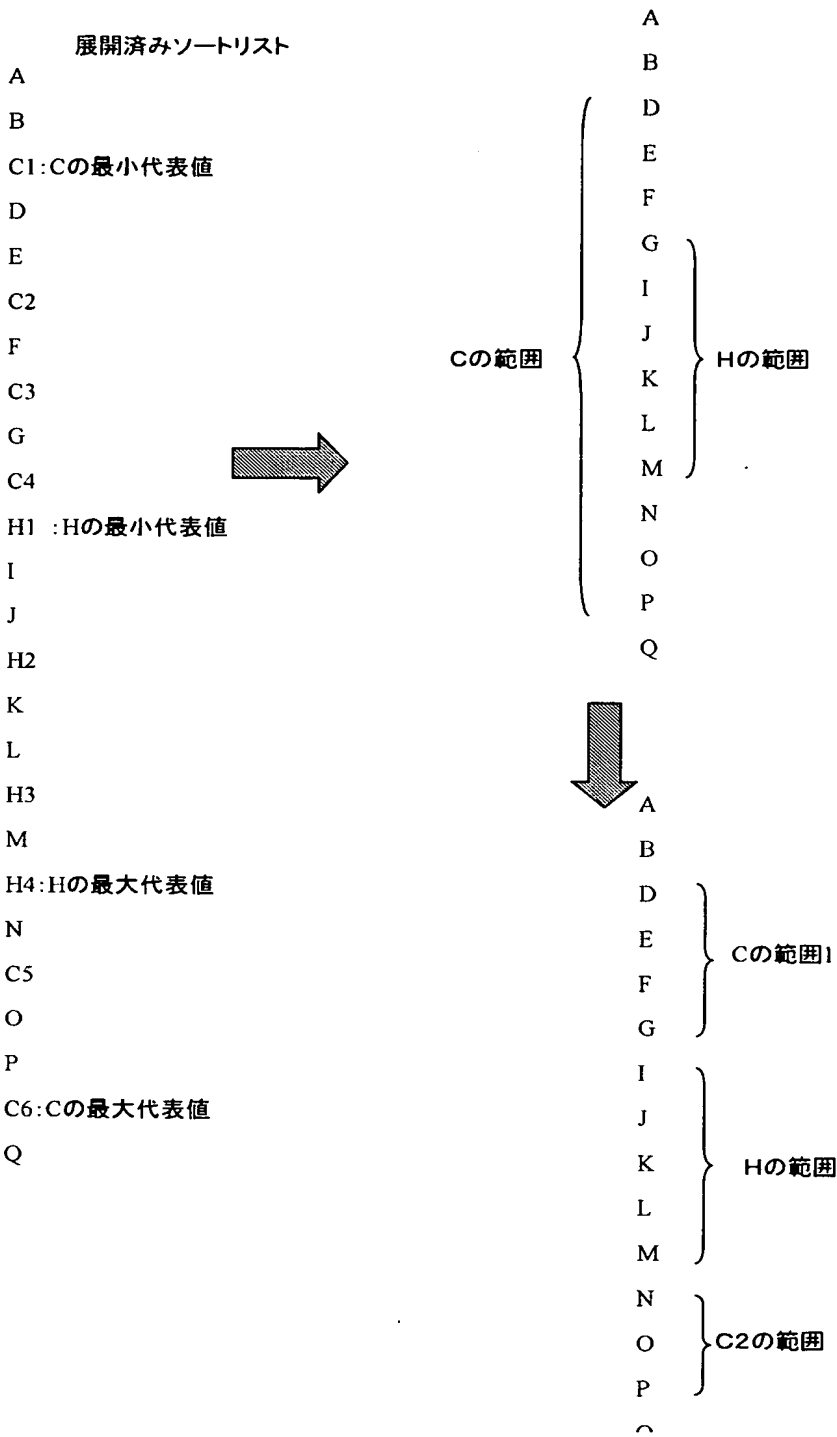 展開済みソートリスト
A
B
C1:Cの最小代表値
D
E
C2
F
C3
G
C4
H1 :Hの最小代表値
I
J
H2
K
L
H3
M
H4:Hの最大代表値
N
C5
O
P
C6:Cの最大代表値
Q
A
B
D
E
F
G
I
J
K
L
M
N
O
P
Q
Cの範囲
Hの範囲
A
B
D
E
F
G
Cの範囲1
I
J
K
L
M
Hの範囲
N
O
P
C2の範囲